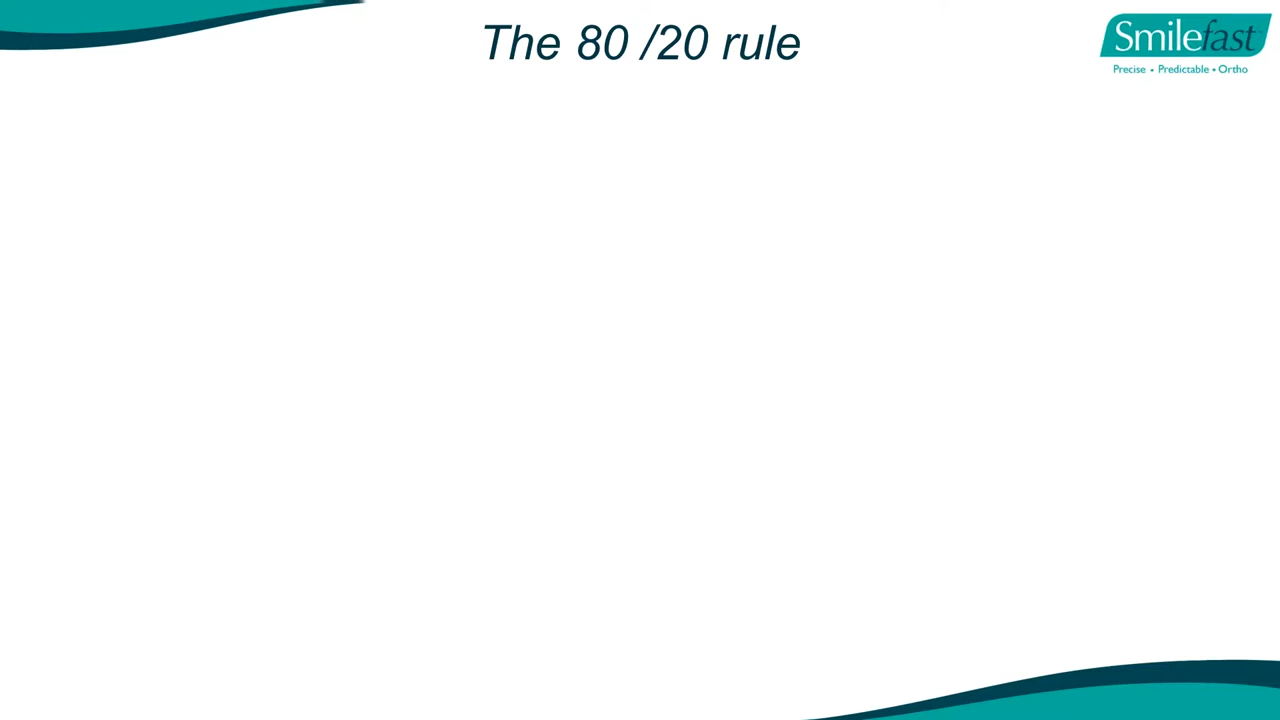 The 80 /20 rule
Smilefast
Precise • Predictable • Ortho